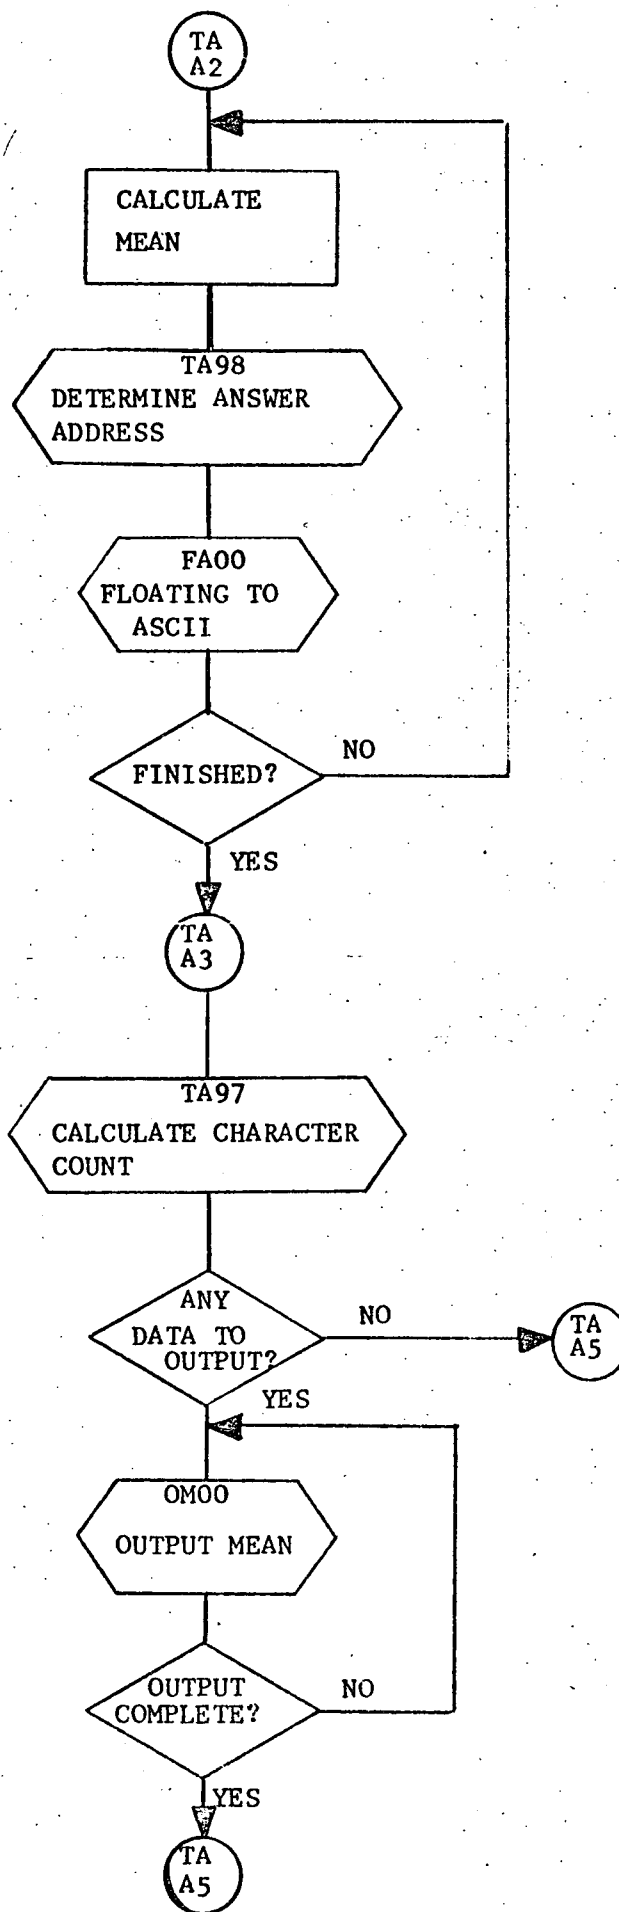 TA
A2
CALCULATE
MEAN
TA98
DETERMINE ANSWER
ADDRESS
FA00
FLOATING TO
ASCII
FINISHED?
NO
YES
TA
A3
TA97
CALCULATE CHARACTER
COUNT
ANY
DATA TO
OUTPUT?
NO
TA
A5
YES
OM00
OUTPUT MEAN
OUTPUT
COMPLETE?
NO
YES
TA
A5